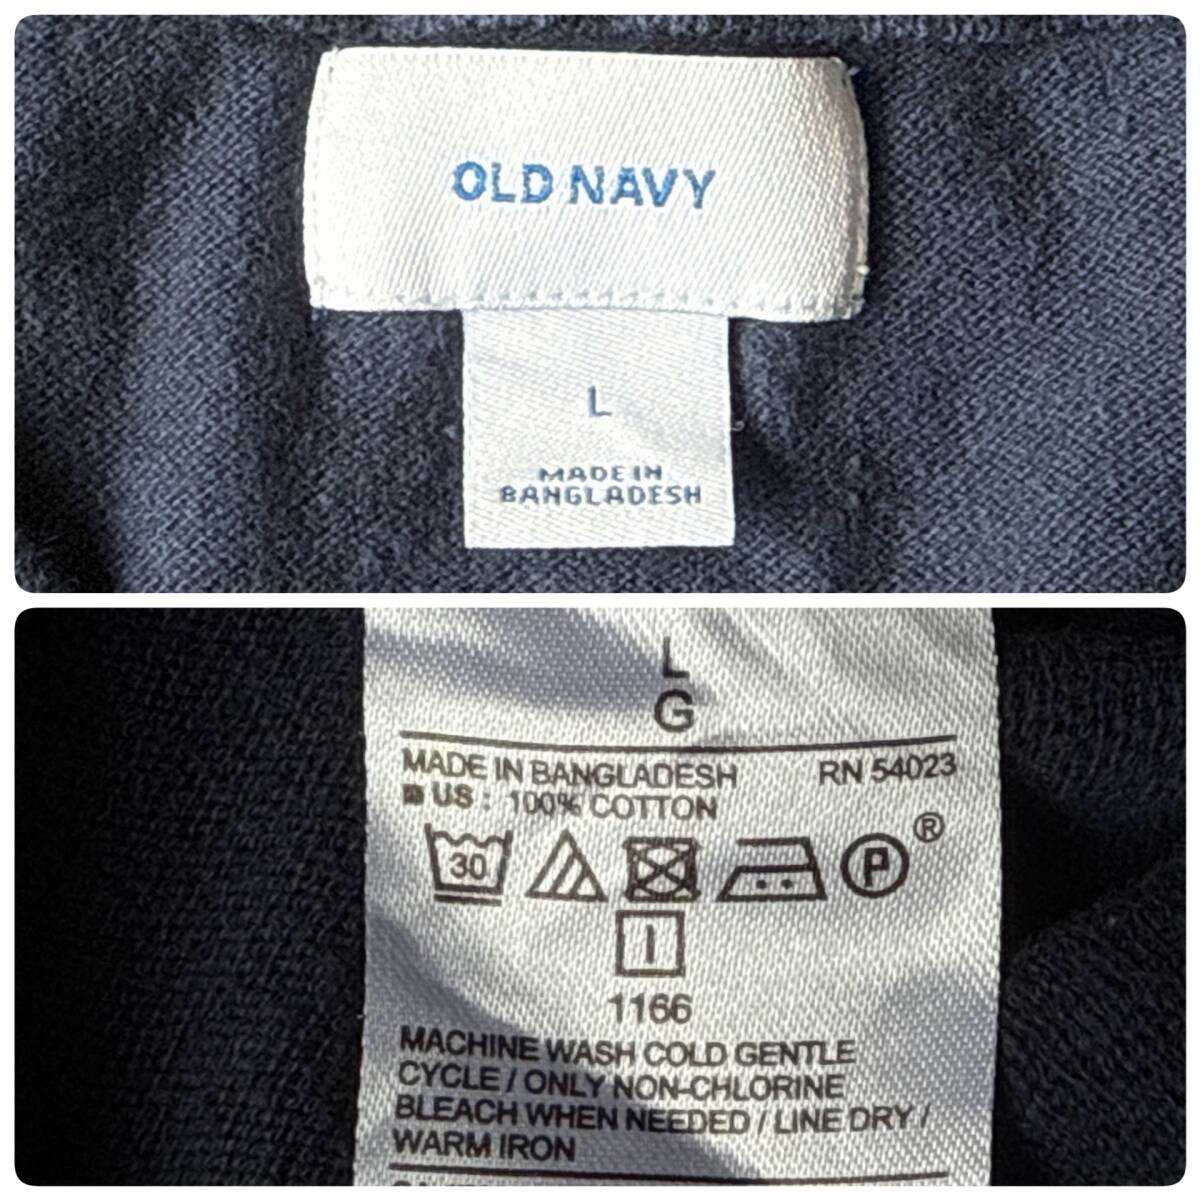 OLD NAVY
L
MADE IN
BANGLADESH
L
G
MADE IN BANGLADESH RN 54023
US : 100% COTTON
30 P ®
1166
MACHINE WASH COLD GENTLE
CYCLE / ONLY NON-CHLORINE
BLEACH WHEN NEEDED / LINE DRY /
WARM IRON